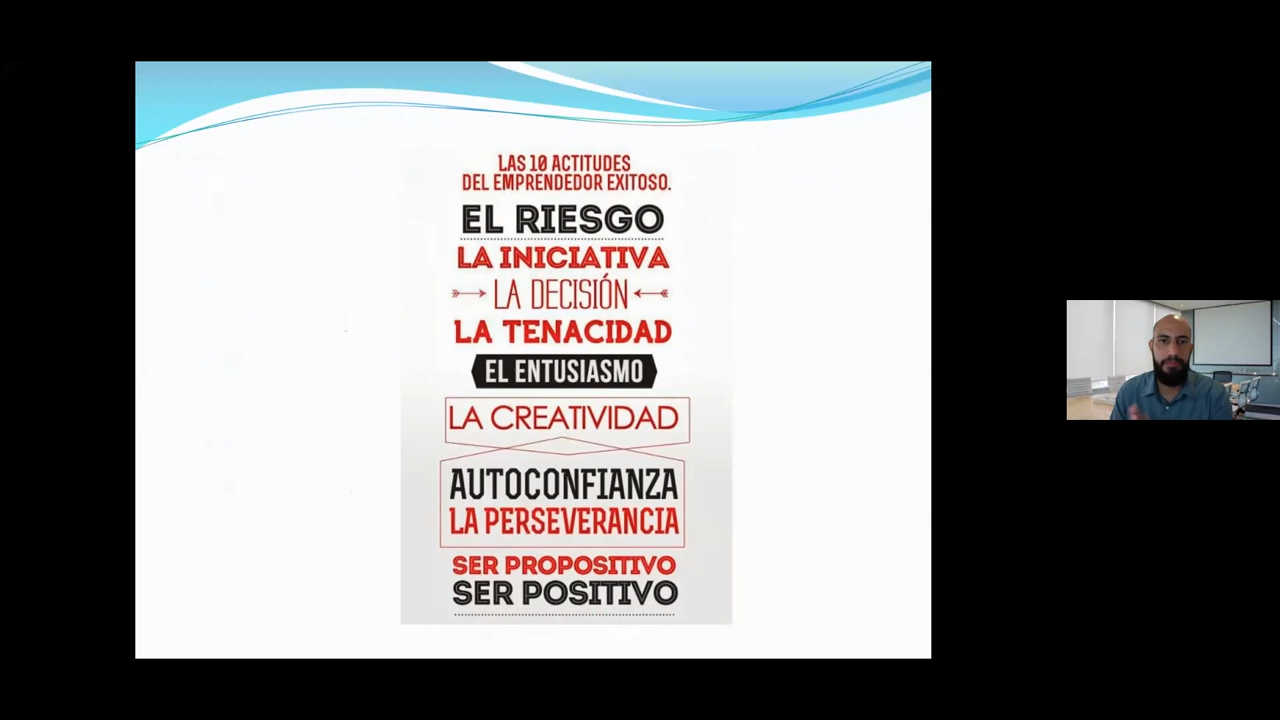 LAS 10 ACTITUDES
DEL EMPRENDEDOR EXITOSO.
EL RIESGO
LA INICIATIVA
LA DECISIÓN
LA TENACIDAD
EL ENTUSIASMO
LA CREATIVIDAD
AUTOCONFIANZA
LA PERSEVERANCIA
SER PROPOSITIVO
SER POSITIVO